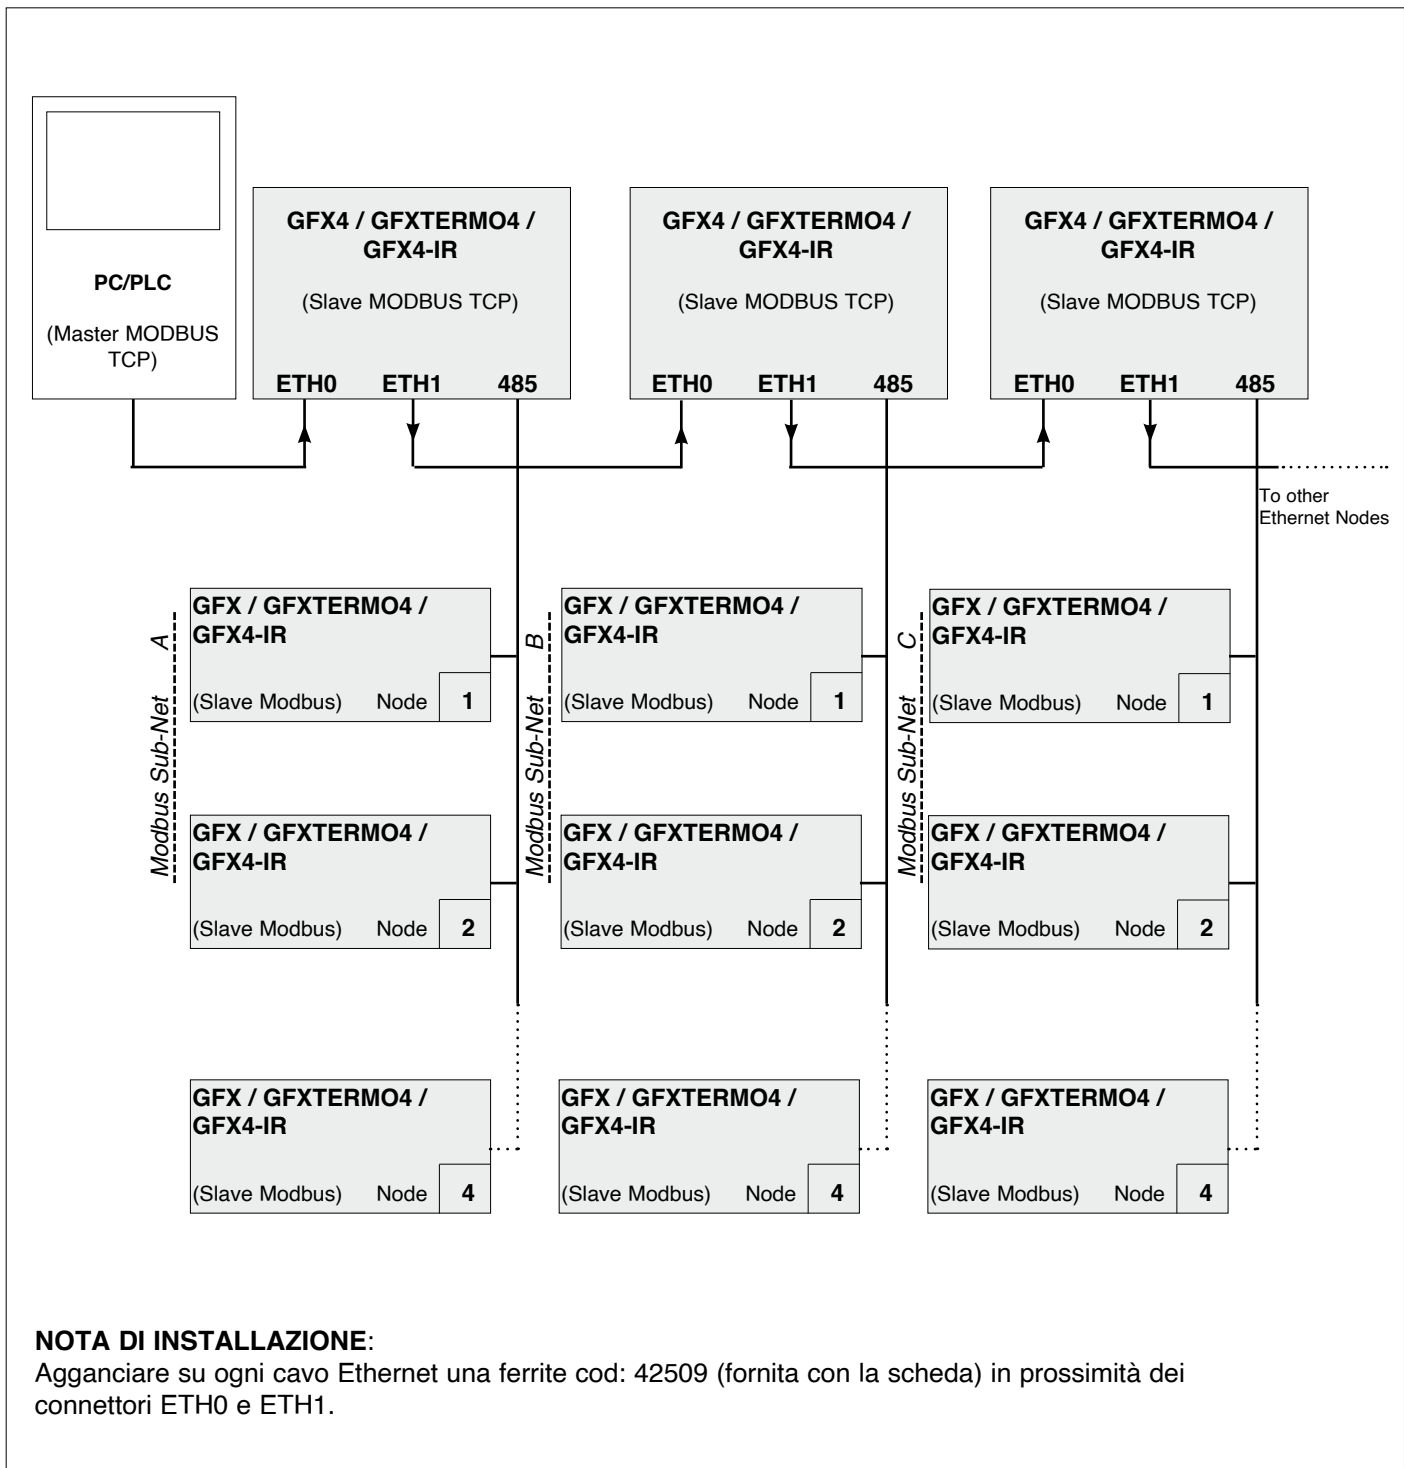 PC/PLC
(Master MODBUS
TCP)
GFX4 / GFXTERMO4 /
GFX4-IR
(Slave MODBUS TCP)
ETH0 ETH1 485
GFX4 / GFXTERMO4 /
GFX4-IR
(Slave MODBUS TCP)
ETH0 ETH1 485
GFX4 / GFXTERMO4 /
GFX4-IR
(Slave MODBUS TCP)
ETH0 ETH1 485
To other
Ethernet Nodes
Modbus Sub-Net A
GFX / GFXTERMO4 /
GFX4-IR
(Slave Modbus) Node 1
Modbus Sub-Net B
GFX / GFXTERMO4 /
GFX4-IR
(Slave Modbus) Node 1
Modbus Sub-Net C
GFX / GFXTERMO4 /
GFX4-IR
(Slave Modbus) Node 1
GFX / GFXTERMO4 /
GFX4-IR
(Slave Modbus) Node 2
GFX / GFXTERMO4 /
GFX4-IR
(Slave Modbus) Node 2
GFX / GFXTERMO4 /
GFX4-IR
(Slave Modbus) Node 2
GFX / GFXTERMO4 /
GFX4-IR
(Slave Modbus) Node 4
GFX / GFXTERMO4 /
GFX4-IR
(Slave Modbus) Node 4
GFX / GFXTERMO4 /
GFX4-IR
(Slave Modbus) Node 4
NOTA DI INSTALLAZIONE:
Agganciare su ogni cavo Ethernet una ferrite cod: 42509 (fornita con la scheda) in prossimità dei
connettori ETH0 e ETH1.